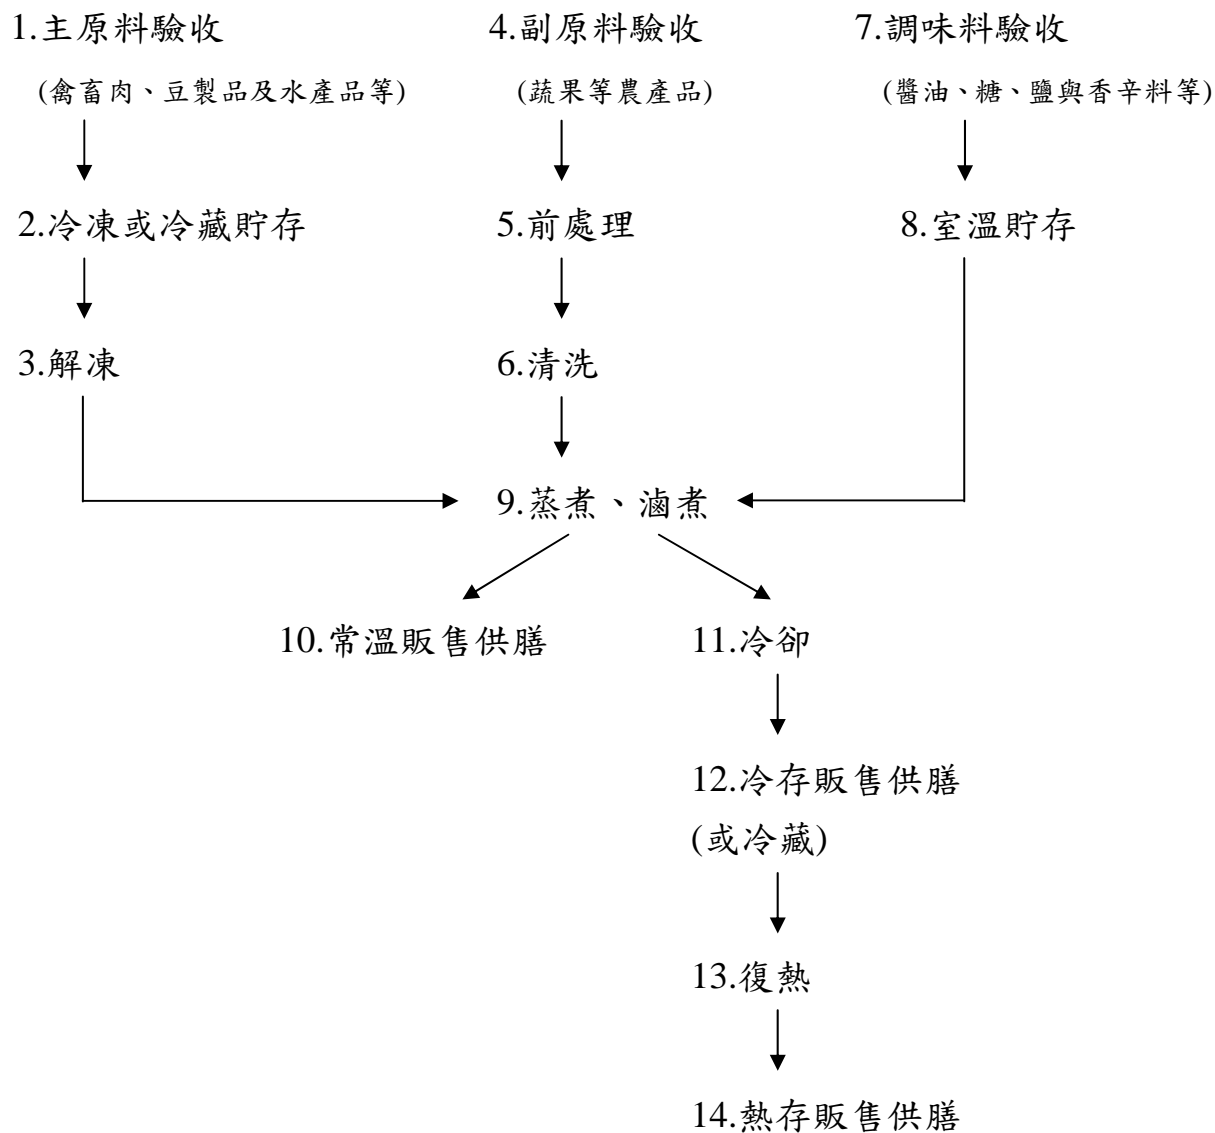 1.主原料驗收
4.副原料驗收
7.調味料驗收
(禽畜肉、豆製品及水產品等)
(蔬果等農產品)
(醬油、糖、鹽與香辛料等)
2.冷凍或冷藏貯存
5.前處理
8.室溫貯存
3.解凍
6.清洗
9.蒸煮、滷煮
10.常溫販售供膳
11.冷卻
12.冷存販售供膳
(或冷藏)
13.復熱
14.熱存販售供膳